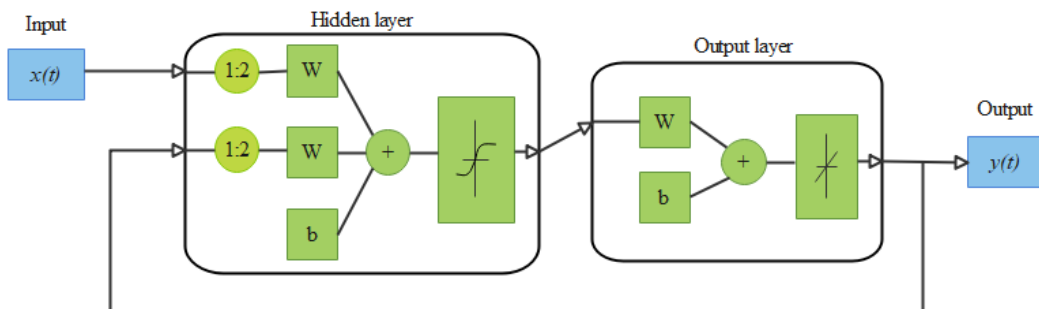 Input
x(t)
Hidden layer
1:2
W
1:2
W
+
b
Output layer
W
+
b
Output
y(t)